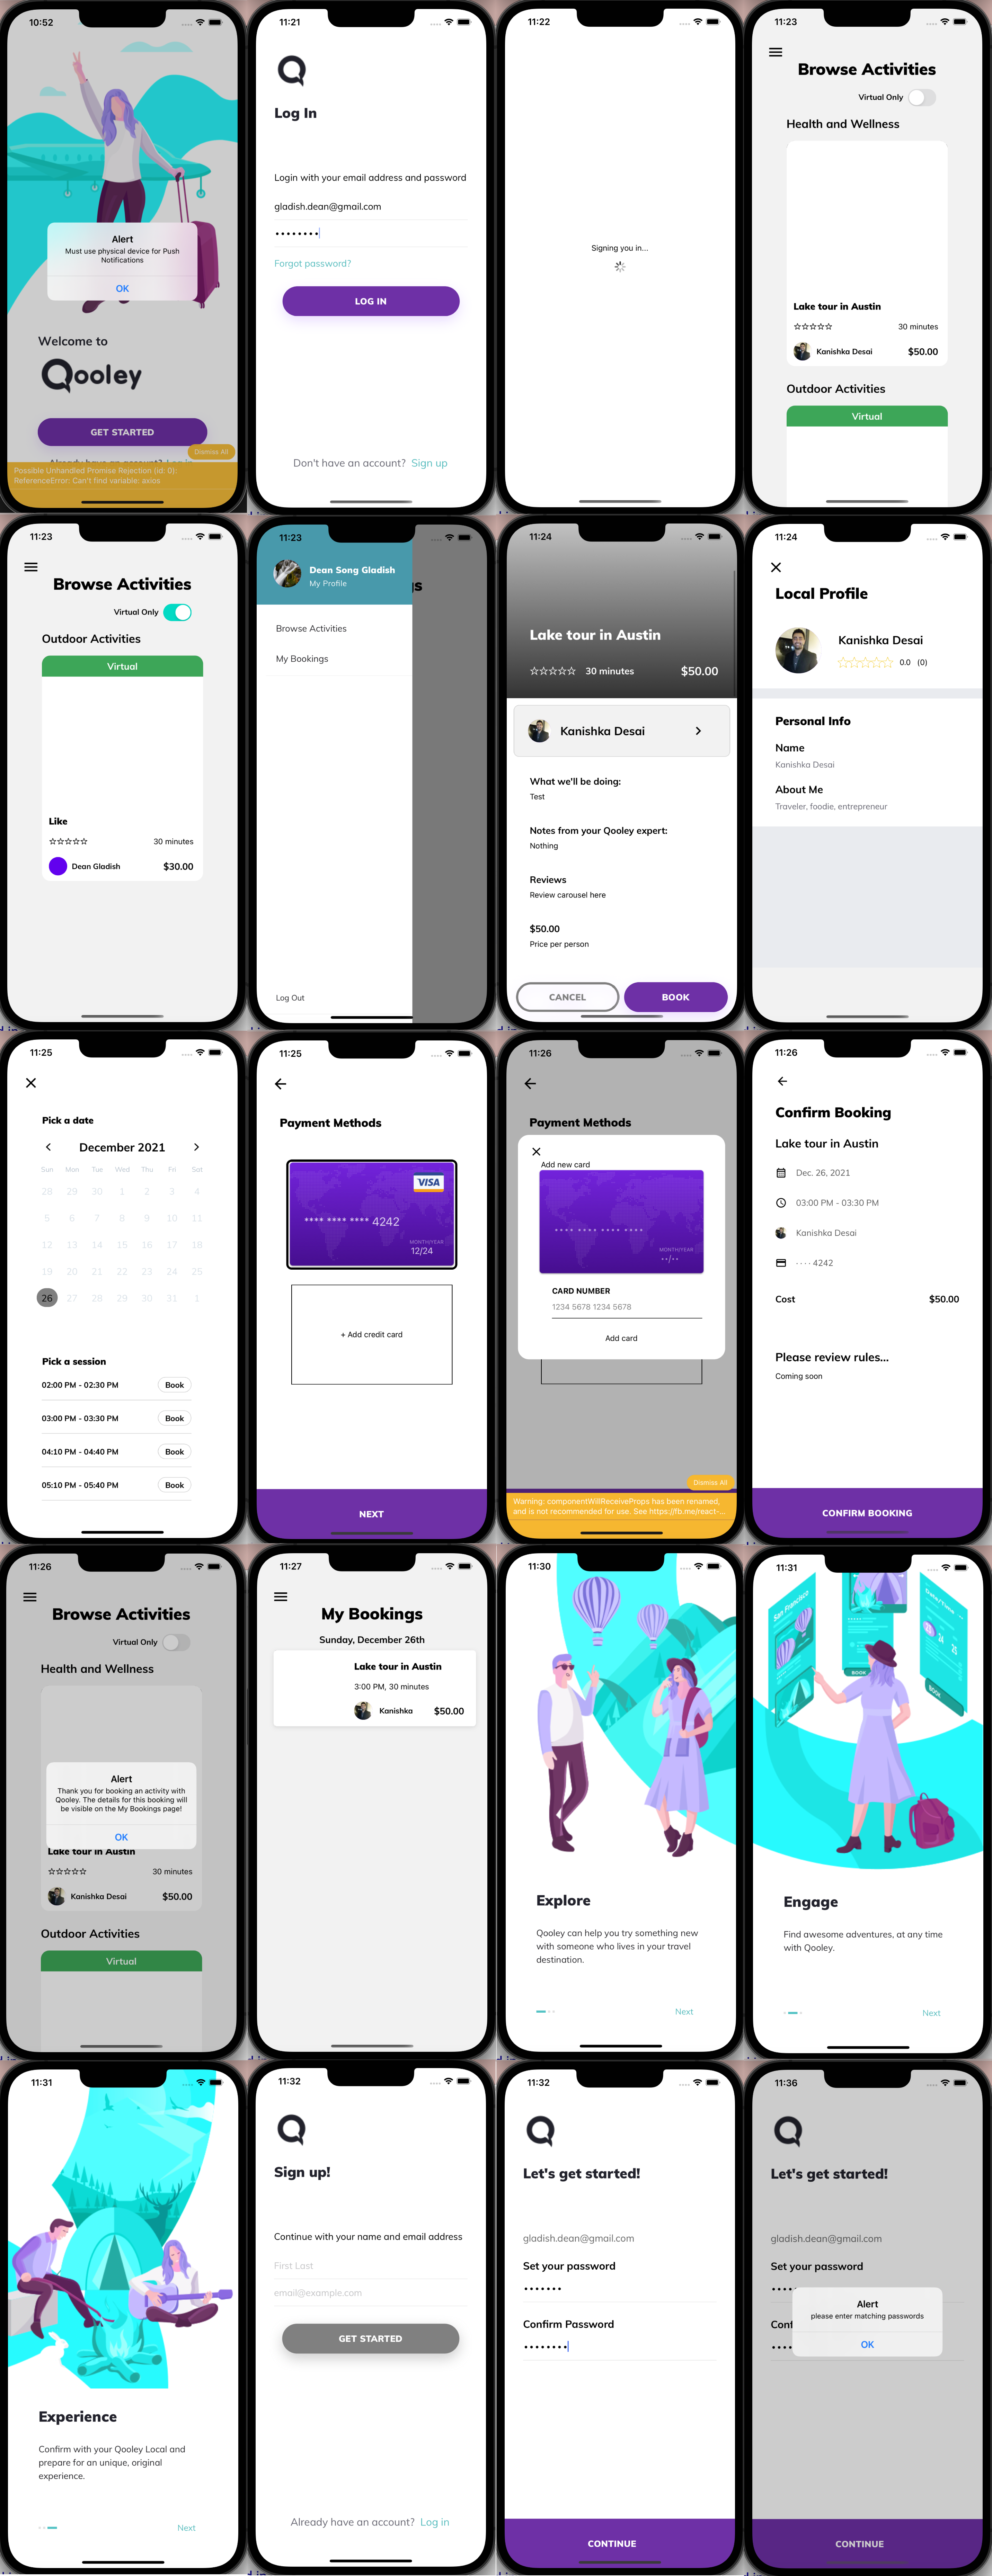 10:52
Alert
Must use physical device for Push
Notifications
OK
Welcome to
Qooley
GET STARTED
Dismiss All
Possible Unhandled Promise Rejection (id: 0):
ReferenceError: Can't find variable: axios
11:21
Q
Log In
Login with your email address and password
gladish.dean@gmail.com
••••••••
Forgot password?
LOG IN
Don't have an account? Sign up
11:22
Signing you in...
11:23
Browse Activities
Virtual Only
Health and Wellness
Lake tour in Austin
30 minutes
Kanishka Desai $50.00
Outdoor Activities
Virtual
11:23
Browse Activities
Virtual Only
Outdoor Activities
Virtual
Like
30 minutes
Dean Gladish $30.00
11:23
Dean Song Gladish
My Profile
gs
Browse Activities
My Bookings
Log Out
11:24
Lake tour in Austin
30 minutes $50.00
Kanishka Desai
What we'll be doing:
Test
Notes from your Qooley expert:
Nothing
Reviews
Review carousel here
$50.00
Price per person
CANCEL BOOK
11:24
Local Profile
Kanishka Desai
0.0 (0)
Personal Info
Name
Kanishka Desai
About Me
Traveler, foodie, entrepreneur
11:25
Pick a date
December 2021
Sun Mon Tue Wed Thu Fri Sat
28 29 30 1 2 3 4
5 6 7 8 9 10 11
12 13 14 15 16 17 18
19 20 21 22 23 24 25
26 27 28 29 30 31 1
Pick a session
02:00 PM - 02:30 PM Book
03:00 PM - 03:30 PM Book
04:10 PM - 04:40 PM Book
05:10 PM - 05:40 PM Book
11:25
Payment Methods
VISA
**** **** **** 4242
MONTH/YEAR
12/24
+ Add credit card
NEXT
11:26
Payment Methods
Add new card
**** **** **** ****
MONTH/YEAR
••/••
CARD NUMBER
1234 5678 1234 5678
Add card
Dismiss All
Warning: componentWillReceiveProps has been renamed,
and is not recommended for use. See https://fb.me/react-...
11:26
Confirm Booking
Lake tour in Austin
Dec. 26, 2021
03:00 PM - 03:30 PM
Kanishka Desai
· · · · 4242
Cost $50.00
Please review rules...
Coming soon
CONFIRM BOOKING
11:26
Browse Activities
Virtual Only
Health and Wellness
Alert
Thank you for booking an activity with
Qooley. The details for this booking will
be visible on the My Bookings page!
OK
Lake tour in Austin
30 minutes
Kanishka Desai $50.00
Outdoor Activities
Virtual
11:27
My Bookings
Sunday, December 26th
Lake tour in Austin
3:00 PM, 30 minutes
Kanishka $50.00
11:30
Explore
Qooley can help you try something new
with someone who lives in your travel
destination.
Next
11:31
San Francisco
Date/Time
BOOK
BOOK
Engage
Find awesome adventures, at any time
with Qooley.
Next
11:31
Experience
Confirm with your Qooley Local and
prepare for an unique, original
experience.
Next
11:32
Q
Sign up!
Continue with your name and email address
First Last
email@example.com
GET STARTED
Already have an account? Log in
11:32
Q
Let's get started!
gladish.dean@gmail.com
Set your password
•••••••
Confirm Password
••••••••
CONTINUE
11:36
Q
Let's get started!
gladish.dean@gmail.com
Set your password
••••
Alert
please enter matching passwords
Conf
••••
OK
CONTINUE